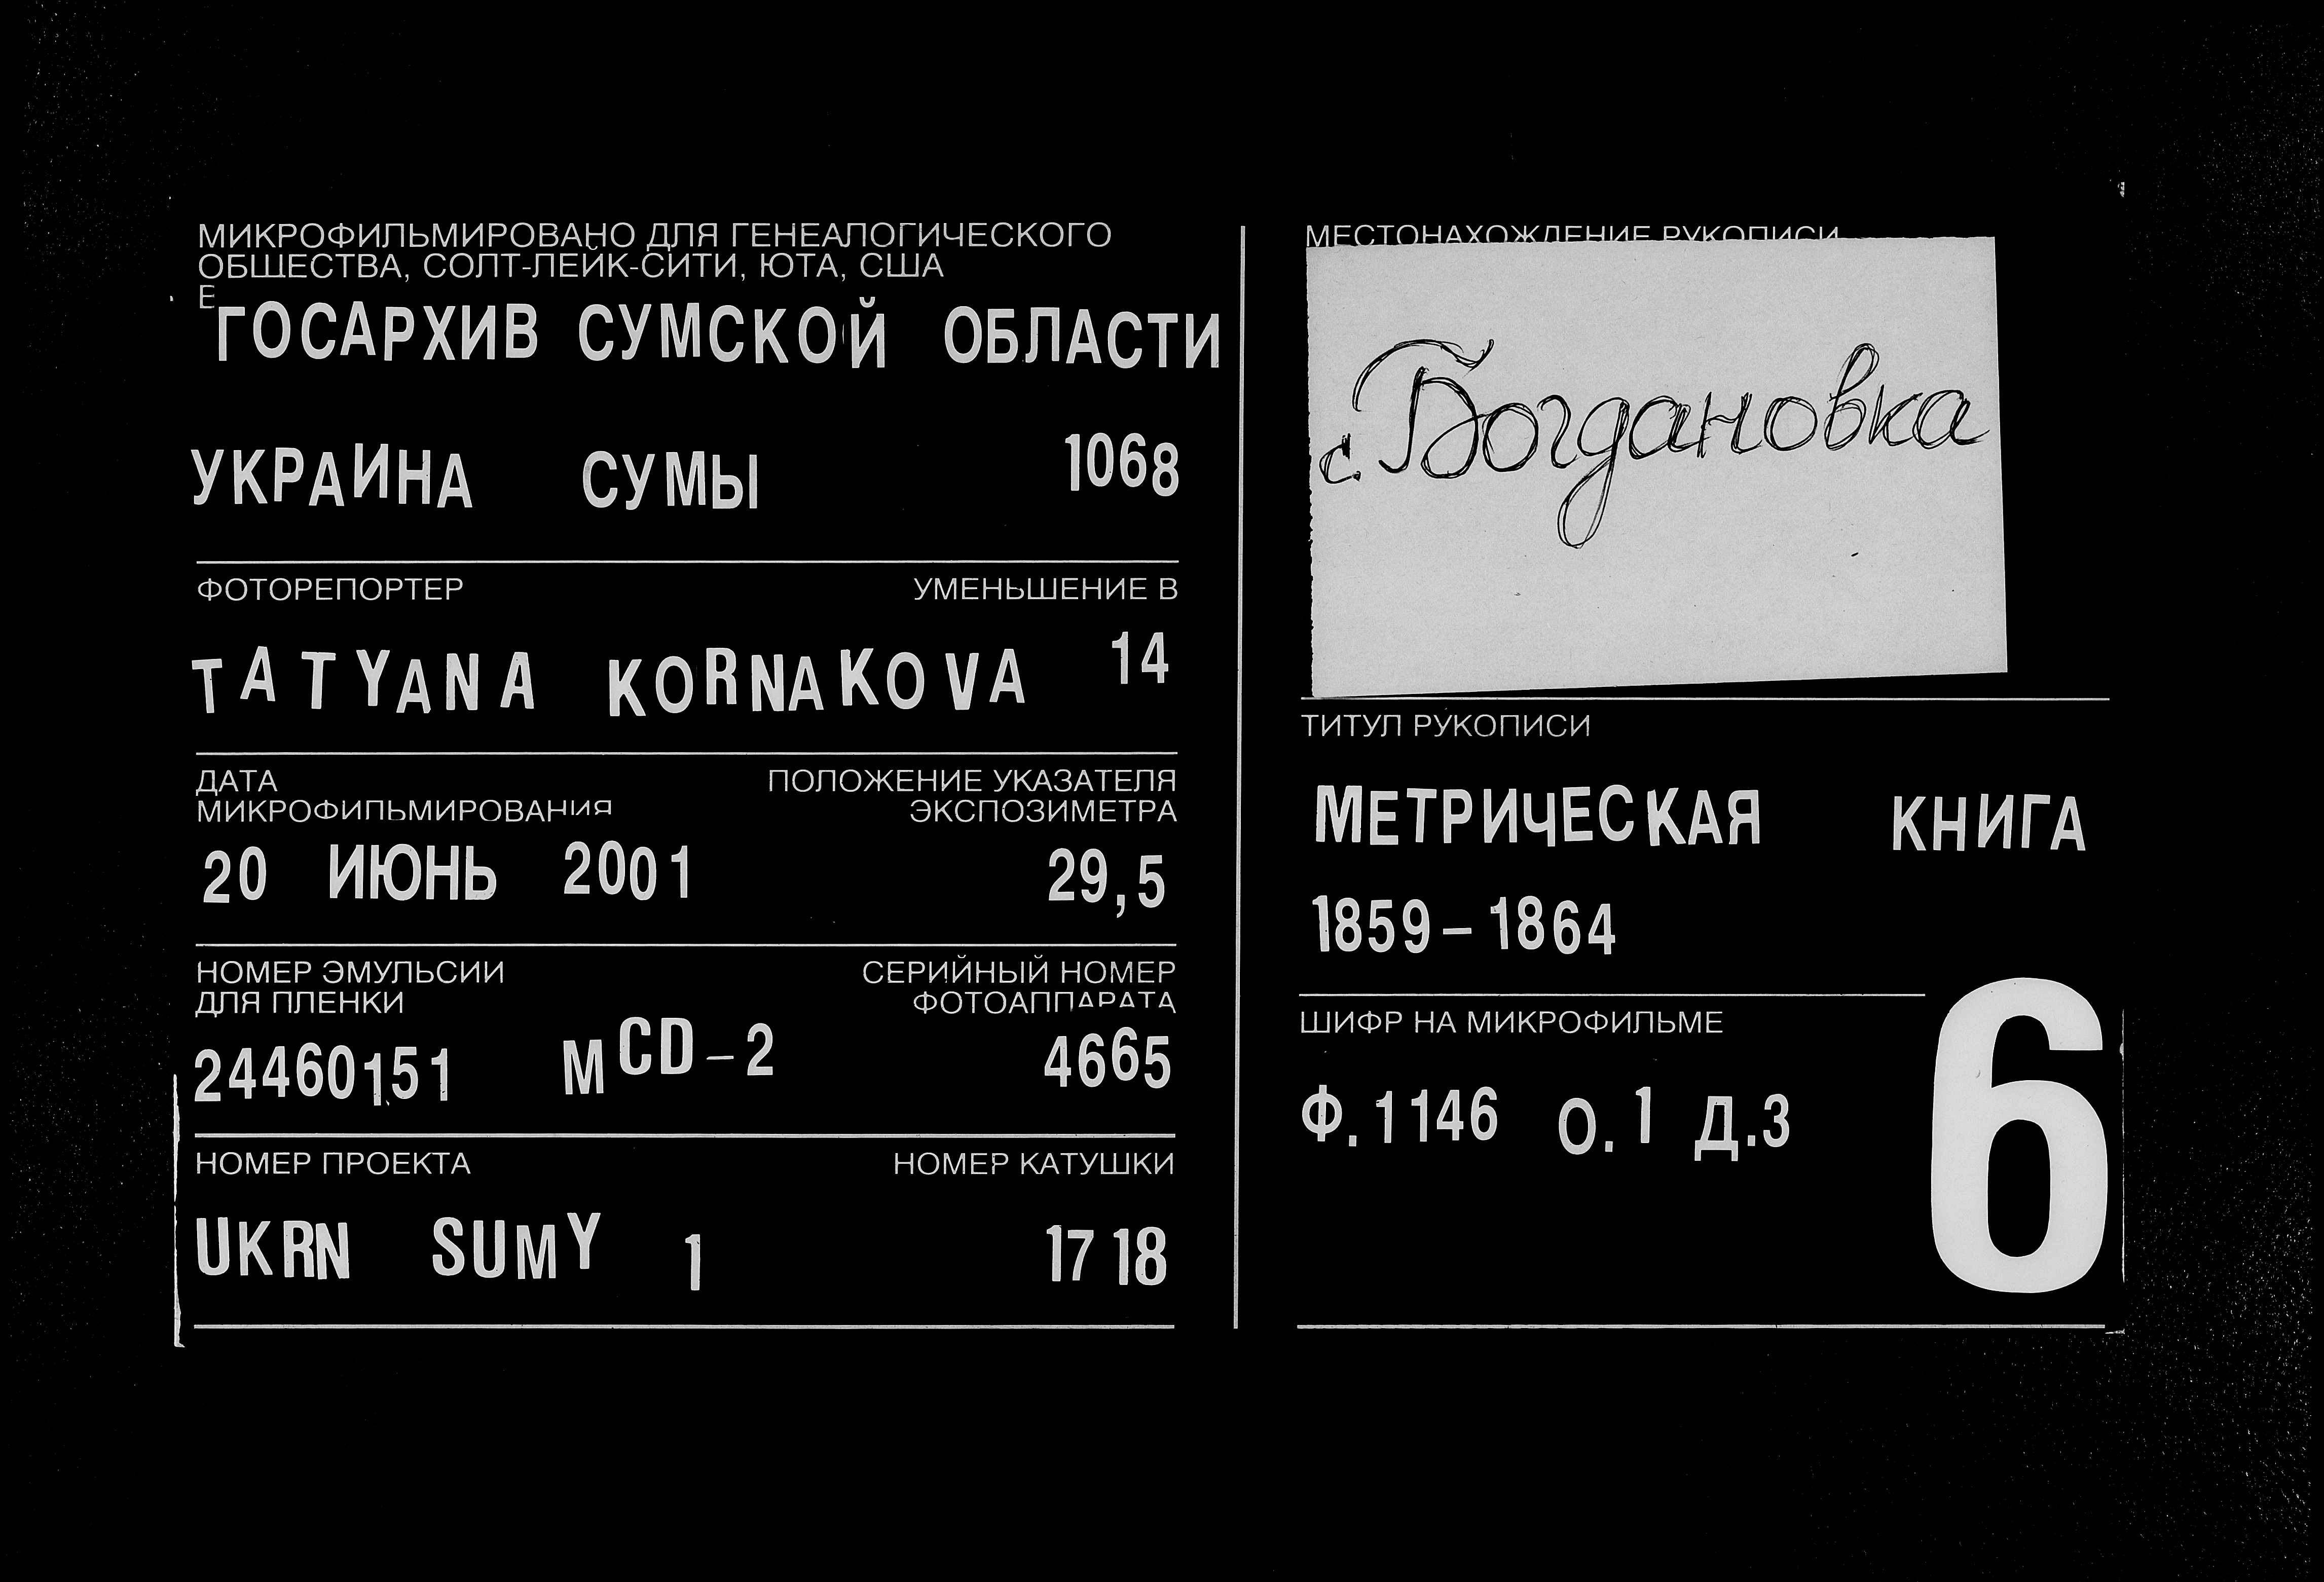 МИКРОФИЛЬМИРОВАНО ДЛЯ ГЕНЕАЛОГИЧЕСКОГО
ОБЩЕСТВА, СОЛТ-ЛЕЙК-СИТИ, ЮТА, США
Е
ГОСАРХИВ СУМСКОЙ ОБЛАСТИ
УКРАИНА СУМЫ 1068
ФОТОРЕПОРТЕР УМЕНЬШЕНИЕ В
TATYANA KORNAKOVA 14
ДАТА ПОЛОЖЕНИЕ УКАЗАТЕЛЯ
МИКРОФИЛЬМИРОВАНИЯ ЭКСПОЗИМЕТРА
20 ИЮНЬ 2001 29,5
НОМЕР ЭМУЛЬСИИ СЕРИЙНЫЙ НОМЕР
ДЛЯ ПЛЕНКИ ФОТОАППАРАТА
24460151 MCD-2 4665
НОМЕР ПРОЕКТА НОМЕР КАТУШКИ
UKRN SUMY 1 1718
МЕСТОНАХОЖДЕНИЕ РУКОПИСИ
с. Богдановка
ТИТУЛ РУКОПИСИ
МЕТРИЧЕСКАЯ КНИГА
1859-1864
ШИФР НА МИКРОФИЛЬМЕ
Ф.1146 О.1 Д.3
6